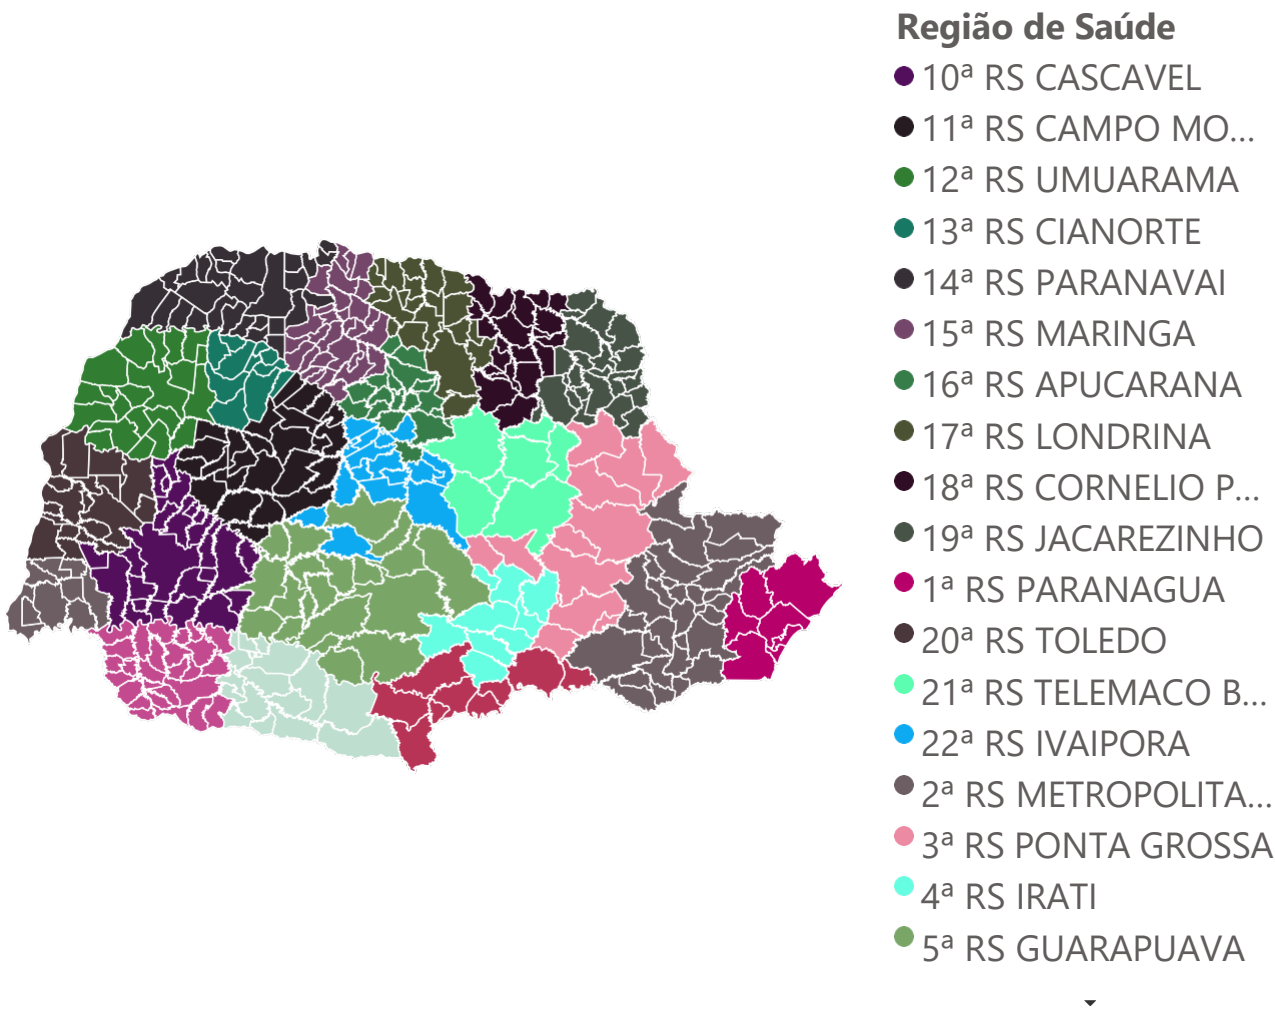 Região de Saúde
10ª RS CASCAVEL
11ª RS CAMPO MO...
12ª RS UMUARAMA
13ª RS CIANORTE
14ª RS PARANAVAI
15ª RS MARINGA
16ª RS APUCARANA
17ª RS LONDRINA
18ª RS CORNELIO P...
19ª RS JACAREZINHO
1ª RS PARANAGUA
20ª RS TOLEDO
21ª RS TELEMACO B...
22ª RS IVAIPORA
2ª RS METROPOLITA...
3ª RS PONTA GROSSA
4ª RS IRATI
5ª RS GUARAPUAVA